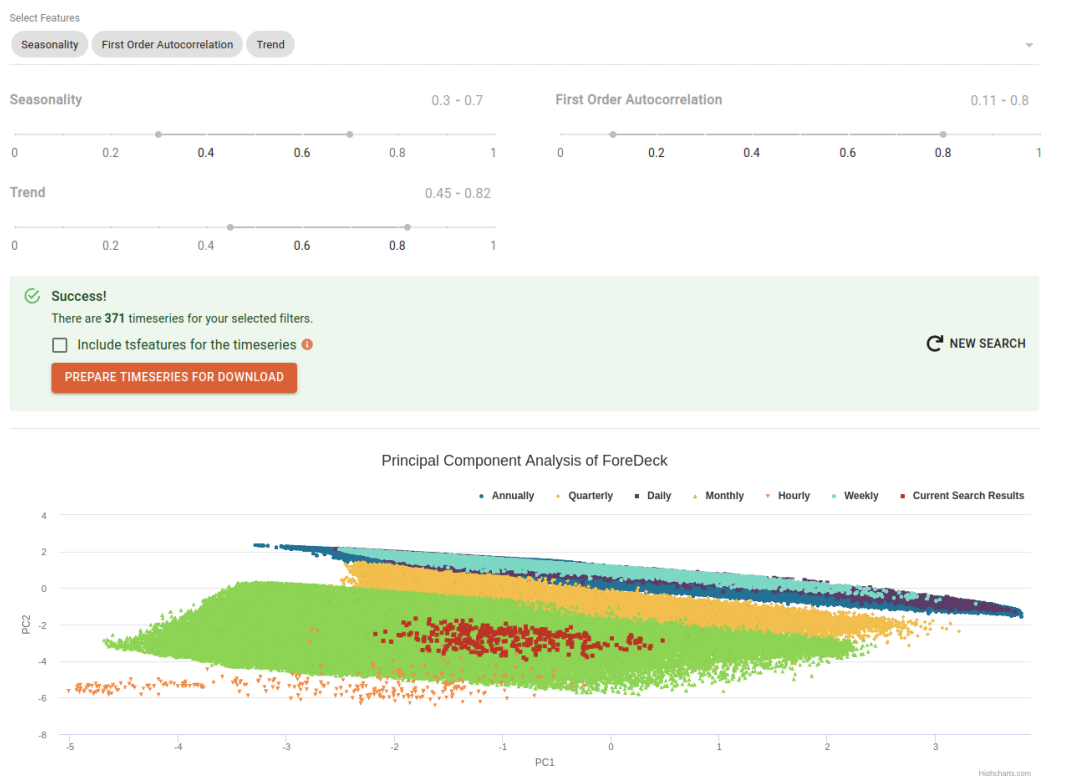 Select Features
Seasonality First Order Autocorrelation Trend
Seasonality 0.3 - 0.7 First Order Autocorrelation 0.11 - 0.8
0 0.2 0.4 0.6 0.8 1 0 0.2 0.4 0.6 0.8 1
Trend 0.45 - 0.82
0 0.2 0.4 0.6 0.8 1
Success!
There are 371 timeseries for your selected filters.
Include tsfeatures for the timeseries
NEW SEARCH
PREPARE TIMESERIES FOR DOWNLOAD
Principal Component Analysis of ForeDeck
Annually Quarterly Daily Monthly Hourly Weekly Current Search Results
4
2
0
-2
-4
-6
-8
PC2
-5 -4 -3 -2 -1 0 1 2 3
PC1
Highcharts.com